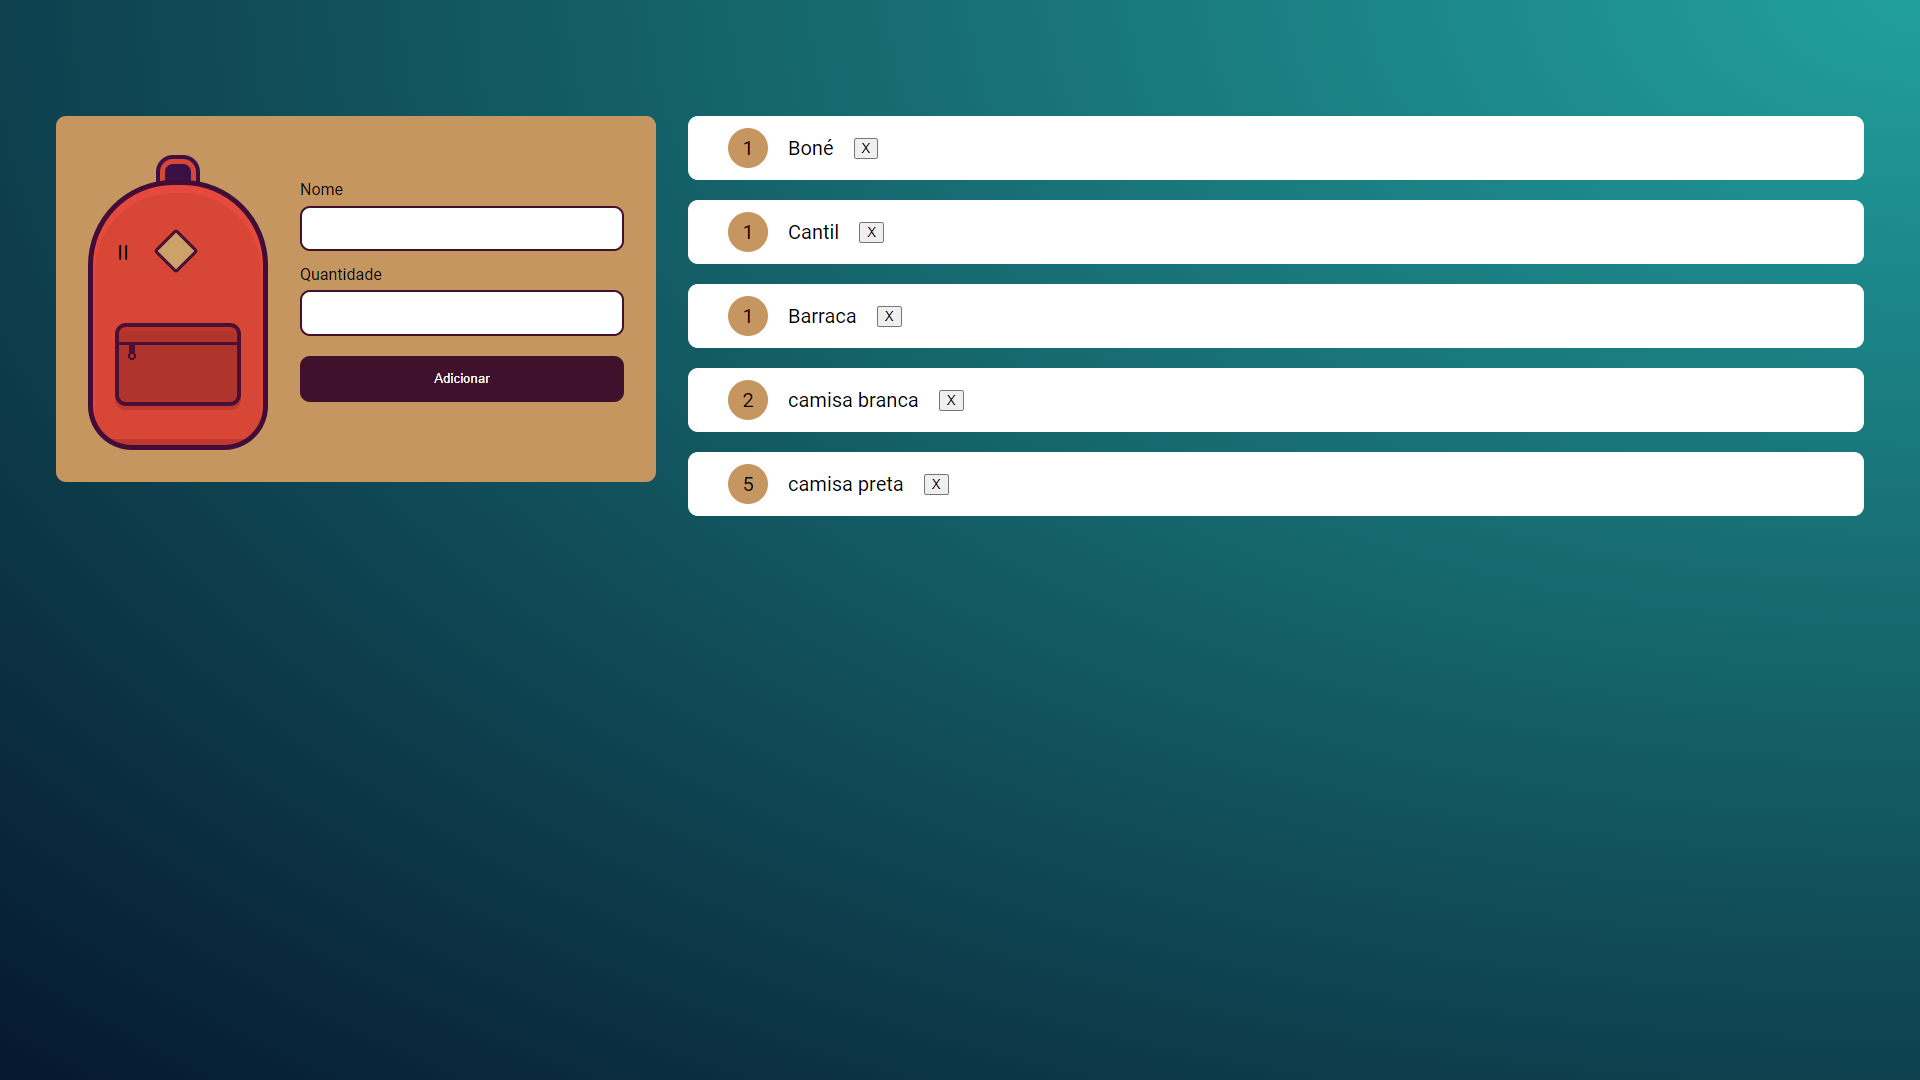 Nome
Quantidade
Adicionar
1 Boné X
1 Cantil X
1 Barraca X
2 camisa branca X
5 camisa preta X